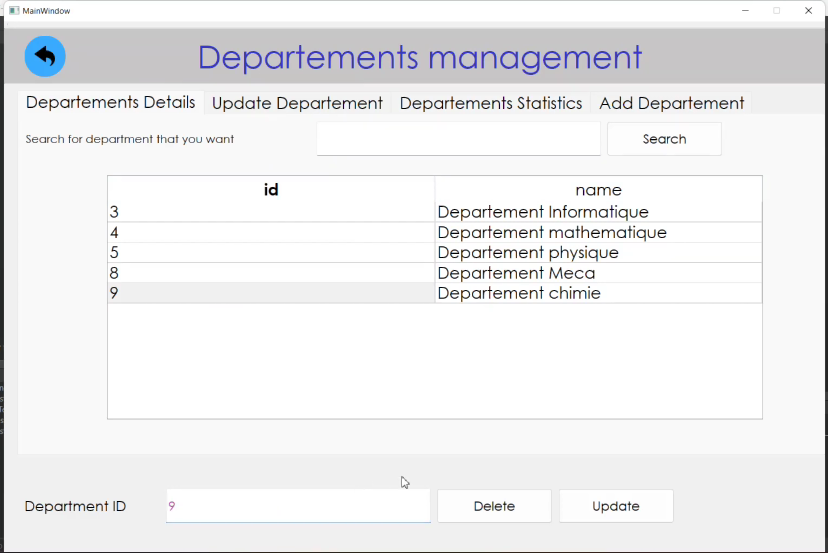 MainWindow
Departements management
Departements Details Update Departement Departements Statistics Add Departement
Search for department that you want Search
id name
3 Departement Informatique
4 Departement mathematique
5 Departement physique
8 Departement Meca
9 Departement chimie
Department ID 9 Delete Update